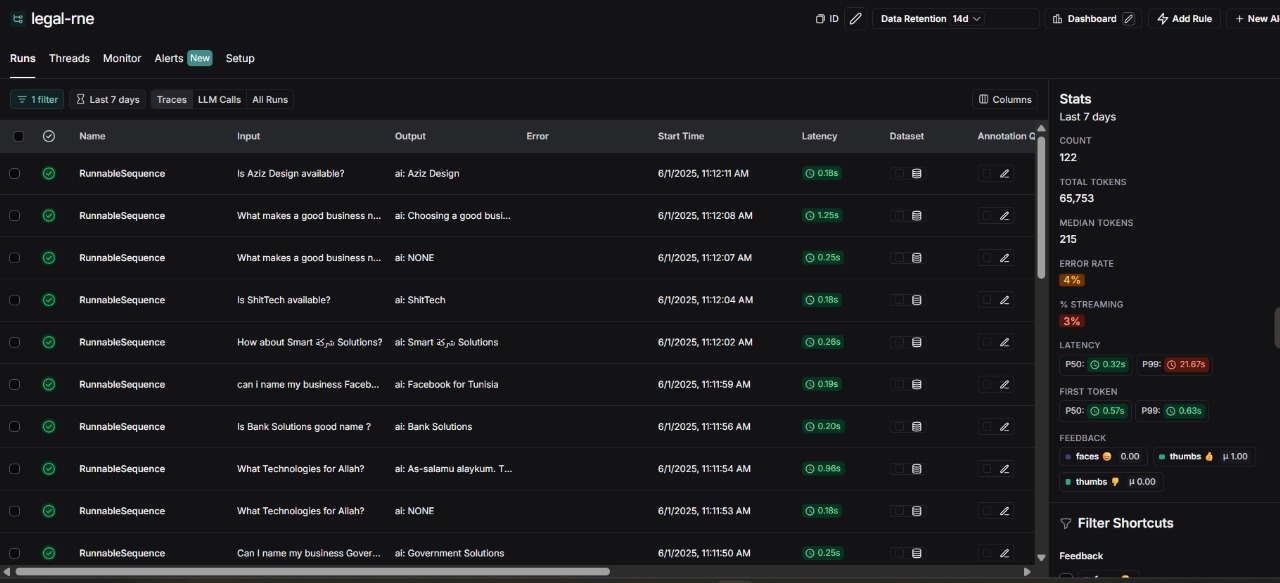 legal-rne
ID
Data Retention 14d
Dashboard
Add Rule
+ New
Runs Threads Monitor Alerts New Setup
1 filter Last 7 days Traces LLM Calls All Runs Columns
Name Input Output Error Start Time Latency Dataset Annotation Q
RunnableSequence Is Aziz Design available? ai: Aziz Design 6/1/2025, 11:12:11 AM 0.18s
RunnableSequence What makes a good business n... ai: Choosing a good busi... 6/1/2025, 11:12:08 AM 1.25s
RunnableSequence What makes a good business n... ai: NONE 6/1/2025, 11:12:07 AM 0.25s
RunnableSequence Is ShitTech available? ai: ShitTech 6/1/2025, 11:12:04 AM 0.18s
RunnableSequence How about Smart شركة Solutions? ai: Smart شركة Solutions 6/1/2025, 11:12:02 AM 0.26s
RunnableSequence can i name my business Faceb... ai: Facebook for Tunisia 6/1/2025, 11:11:59 AM 0.19s
RunnableSequence Is Bank Solutions good name ? ai: Bank Solutions 6/1/2025, 11:11:56 AM 0.20s
RunnableSequence What Technologies for Allah? ai: As-salamu alaykum. T... 6/1/2025, 11:11:54 AM 0.96s
RunnableSequence What Technologies for Allah? ai: NONE 6/1/2025, 11:11:53 AM 0.18s
RunnableSequence Can I name my business Gover... ai: Government Solutions 6/1/2025, 11:11:50 AM 0.25s
Stats
Last 7 days
COUNT
122
TOTAL TOKENS
65,753
MEDIAN TOKENS
215
ERROR RATE
4%
% STREAMING
3%
LATENCY
P50: 0.32s P99: 21.67s
FIRST TOKEN
P50: 0.57s P99: 0.63s
FEEDBACK
faces 😀 0.00 thumbs 👍 μ 1.00
thumbs 👎 μ 0.00
Filter Shortcuts
Feedback